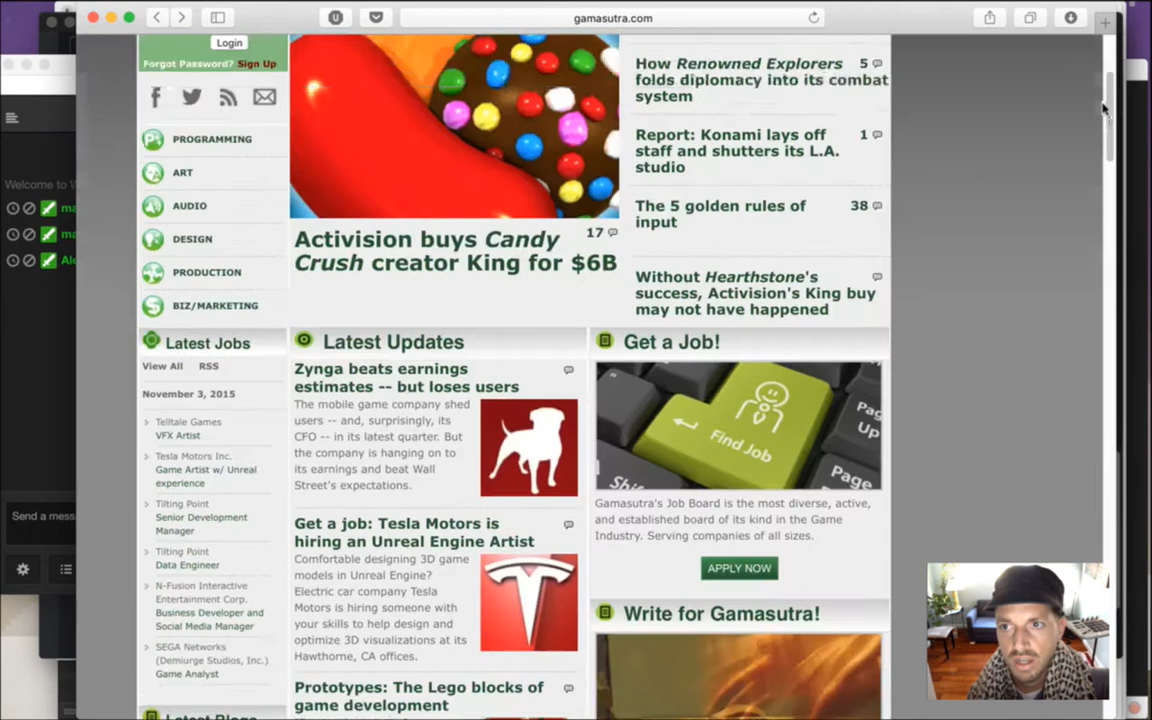 gamasutra.com
Login
Forgot Password? Sign Up
PROGRAMMING
ART
AUDIO
DESIGN
PRODUCTION
BIZ/MARKETING
Activision buys Candy 17
Crush creator King for $6B
How Renowned Explorers 5
folds diplomacy into its combat
system
Report: Konami lays off 1
staff and shutters its L.A.
studio
The 5 golden rules of 38
input
Without Hearthstone's
success, Activision's King buy
may not have happened
Latest Jobs
View All RSS
November 3, 2015
Telltale Games
VFX Artist
Tesla Motors Inc.
Game Artist w/ Unreal
experience
Tilting Point
Senior Development
Manager
Tilting Point
Data Engineer
N-Fusion Interactive
Entertainment Corp.
Business Developer and
Social Media Manager
SEGA Networks
(Demiurge Studios, Inc.)
Game Analyst
Latest Blogs
Latest Updates
Zynga beats earnings
estimates -- but loses users
The mobile game company shed
users -- and, surprisingly, its
CFO -- in its latest quarter. But
the company is hanging on to
its earnings and beat Wall
Street's expectations.
Get a job: Tesla Motors is
hiring an Unreal Engine Artist
Comfortable designing 3D game
models in Unreal Engine?
Electric car company Tesla
Motors is hiring someone with
your skills to help design and
optimize 3D visualizations at its
Hawthorne, CA offices.
Prototypes: The Lego blocks of
game development
Get a Job!
Find Job
Page
Up
Page
Shift
Gamasutra's Job Board is the most diverse, active,
and established board of its kind in the Game
Industry. Serving companies of all sizes.
APPLY NOW
Write for Gamasutra!
Welcome to W
ma
ma
Ale
Send a mess